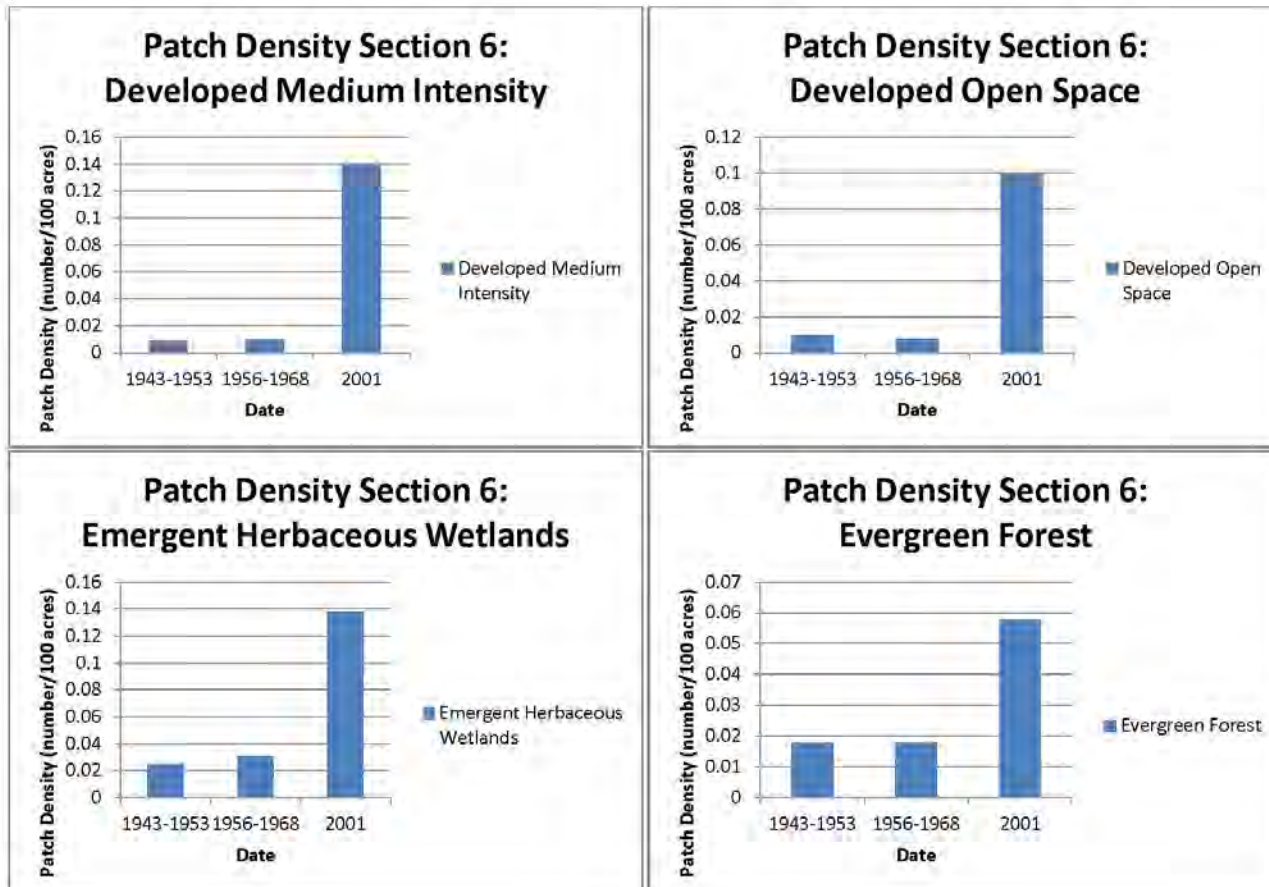 Patch Density Section 6:
Developed Medium Intensity
Patch Density (number/100 acres)
0.16
0.14
0.12
0.1
0.08
0.06
0.04
0.02
0
1943-1953 1956-1968 2001
Date
Developed Medium
Intensity
Patch Density Section 6:
Developed Open Space
Patch Density (number/100 acres)
0.12
0.1
0.08
0.06
0.04
0.02
0
1943-1953 1956-1968 2001
Date
Developed Open
Space
Patch Density Section 6:
Emergent Herbaceous Wetlands
Patch Density (number/100 acres)
0.16
0.14
0.12
0.1
0.08
0.06
0.04
0.02
0
1943-1953 1956-1968 2001
Date
Emergent Herbaceous
Wetlands
Patch Density Section 6:
Evergreen Forest
Patch Density (number/100 acres)
0.07
0.06
0.05
0.04
0.03
0.02
0.01
0
1943-1953 1956-1968 2001
Date
Evergreen Forest